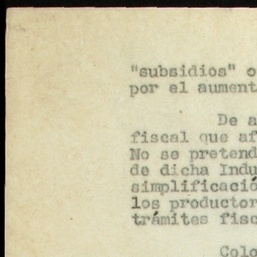 "subsidios" o
por el aument
De a
fiscal que af
No se pretend
de dicha Indu
simplificació
los productor
trámites fisc
Colo